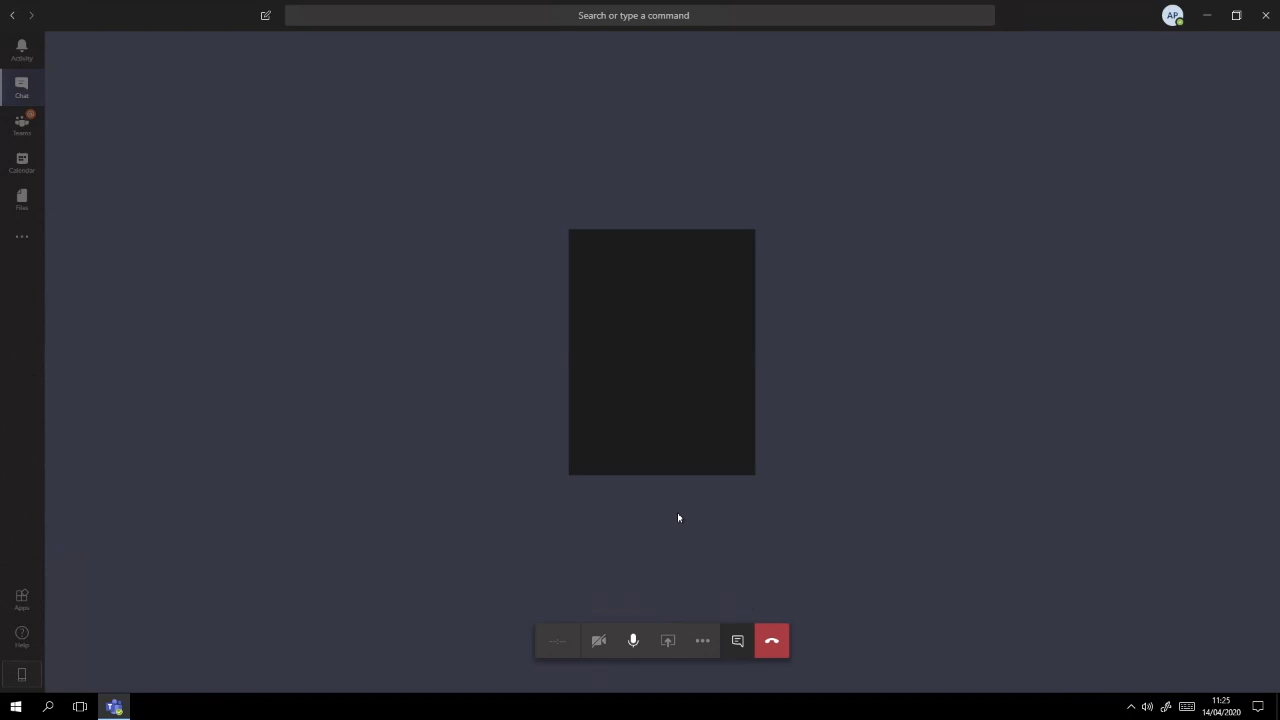 Search or type a command
AP
Activity
Chat
Teams
Calendar
Files
Apps
Help
--:--
11:25
14/04/2020